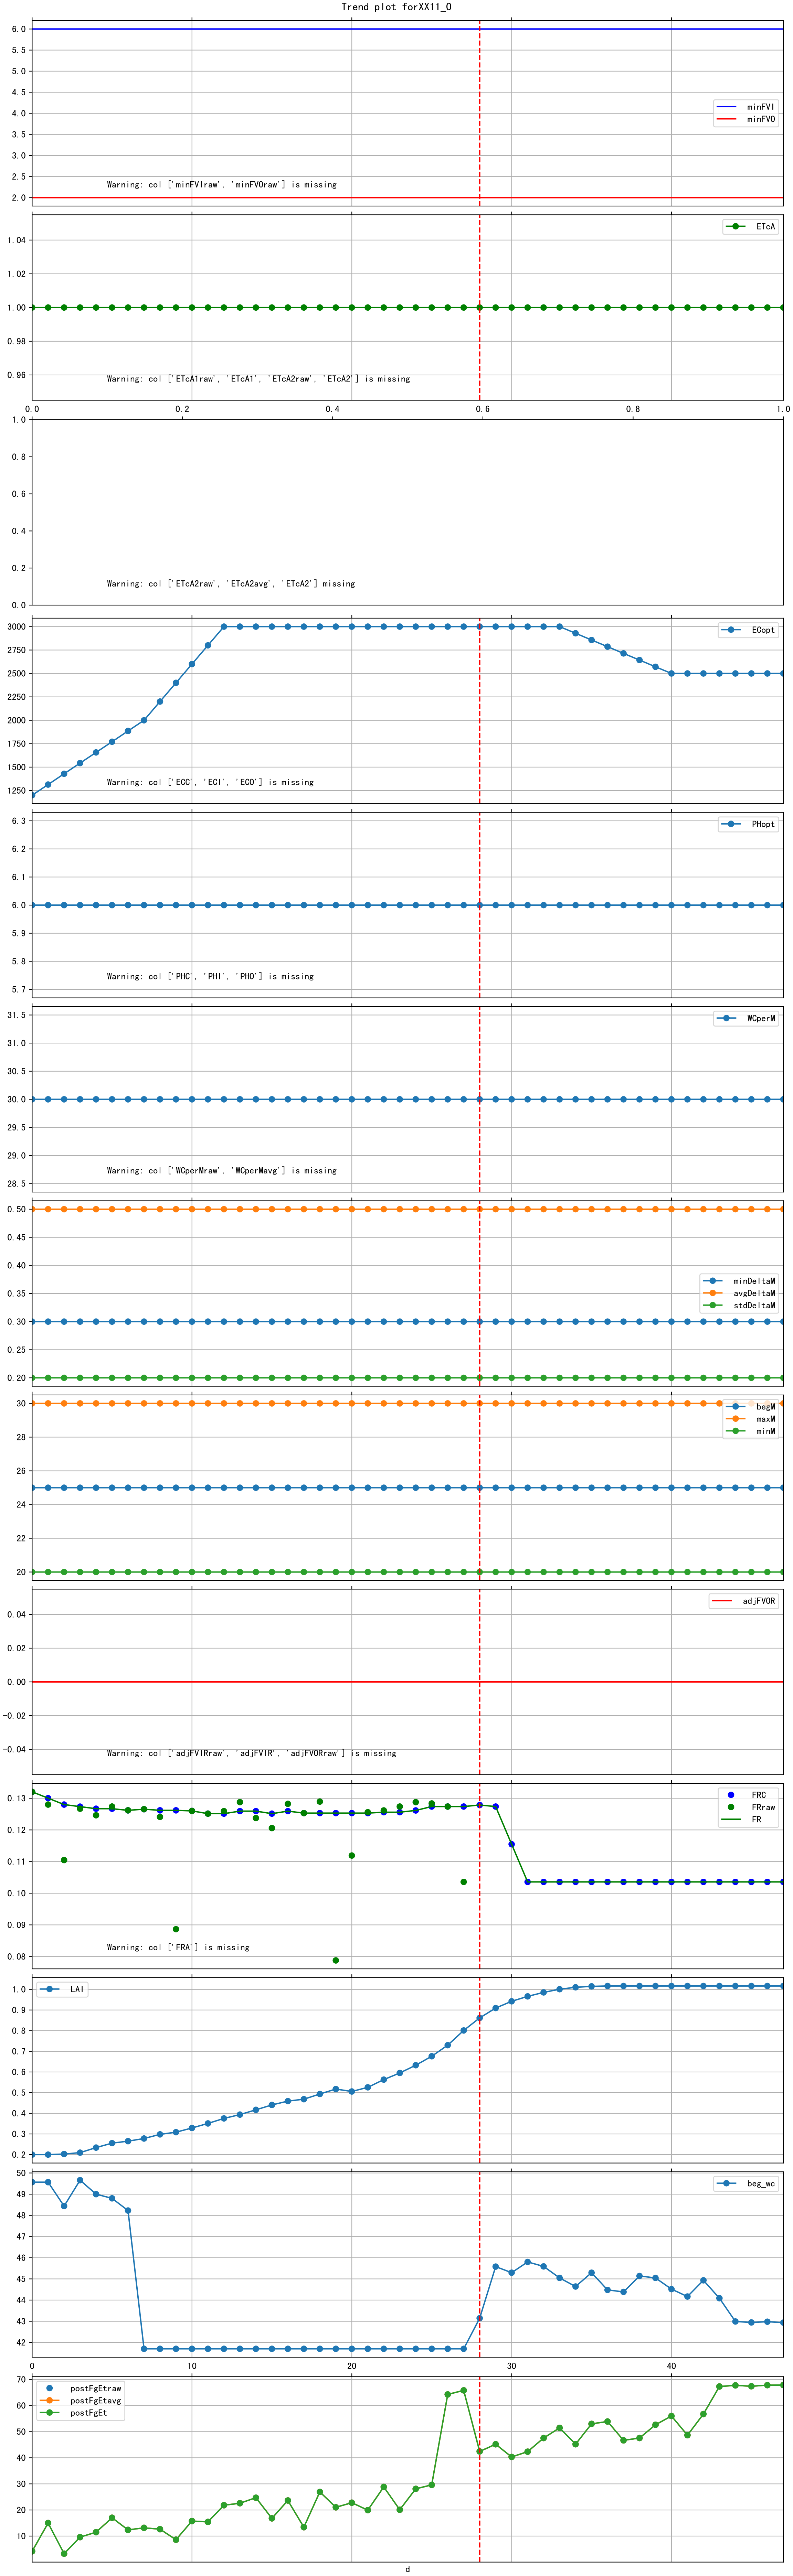 Trend plot forXX11_0
6.0
5.5
5.0
4.5
4.0
3.5
3.0
2.5
2.0
minFVI
minFVO
Warning: col ['minFVIraw', 'minFVOraw'] is missing
1.04
1.02
1.00
0.98
0.96
ETcA
Warning: col ['ETcA1raw', 'ETcA1', 'ETcA2raw', 'ETcA2'] is missing
0.0 0.2 0.4 0.6 0.8 1.0
1.0
0.8
0.6
0.4
0.2
0.0
Warning: col ['ETcA2raw', 'ETcA2avg', 'ETcA2'] missing
3000
2750
2500
2250
2000
1750
1500
1250
ECopt
Warning: col ['ECC', 'ECI', 'ECO'] is missing
6.3
6.2
6.1
6.0
5.9
5.8
5.7
PHopt
Warning: col ['PHC', 'PHI', 'PHO'] is missing
31.5
31.0
30.5
30.0
29.5
29.0
28.5
WCperM
Warning: col ['WCperMraw', 'WCperMavg'] is missing
0.50
0.45
0.40
0.35
0.30
0.25
0.20
minDeltaM
avgDeltaM
stdDeltaM
30
28
26
24
22
20
begM
maxM
minM
0.04
0.02
0.00
−0.02
−0.04
adjFVOR
Warning: col ['adjFVIRraw', 'adjFVIR', 'adjFVORraw'] is missing
0.13
0.12
0.11
0.10
0.09
0.08
FRC
FRraw
FR
Warning: col ['FRA'] is missing
1.0
0.9
0.8
0.7
0.6
0.5
0.4
0.3
0.2
LAI
50
49
48
47
46
45
44
43
42
beg_wc
0 10 20 30 40
70
60
50
40
30
20
10
postFgEtraw
postFgEtavg
postFgEt
d